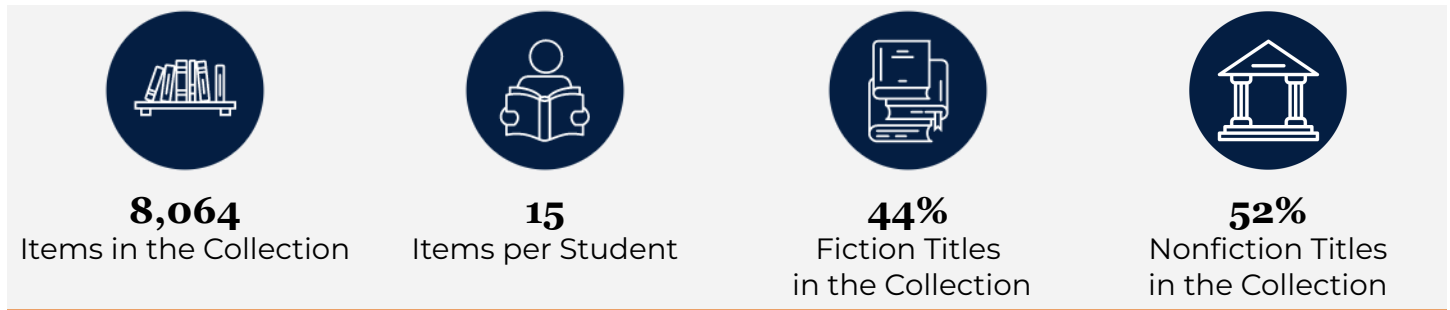 8,064
Items in the Collection
15
Items per Student
44%
Fiction Titles
in the Collection
52%
Nonfiction Titles
in the Collection